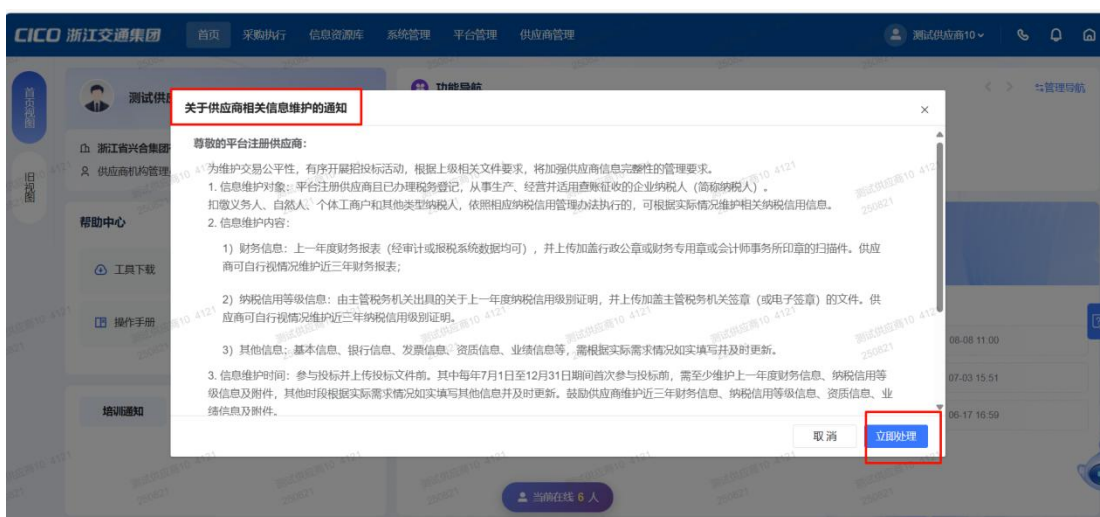 CICO 浙江交通集团 首页 采购执行 信息资源库 系统管理 平台管理 供应商管理 测试供应商10
首页视图
旧视图
测试供
功能导航
管理导航
浙江省兴合集团
供应商机构管理
帮助中心
工具下载
操作手册
培训通知
关于供应商相关信息维护的通知
尊敬的平台注册供应商：
为维护交易公平性，有序开展招投标活动，根据上级相关文件要求，将加强供应商信息完整性的管理要求。
1. 信息维护对象：平台注册供应商且已办理税务登记，从事生产、经营并适用查账征收的企业纳税人（简称纳税人）。
扣缴义务人、自然人、个体工商户和其他类型纳税人，依照相应纳税信用管理办法执行的，可根据实际情况维护相关纳税信用信息。
2. 信息维护内容：
1）财务信息：上一年度财务报表（经审计或报税系统数据均可），并上传加盖行政公章或财务专用章或会计师事务所印章的扫描件。供应
商可自行视情况维护近三年财务报表；
2）纳税信用等级信息：由主管税务机关出具的关于上一年度纳税信用级别证明，并上传加盖主管税务机关签章（或电子签章）的文件。供
应商可自行视情况维护近三年纳税信用级别证明。
3）其他信息：基本信息、银行信息、发票信息、资质信息、业绩信息等，需根据实际需求情况如实填写并及时更新。
3. 信息维护时间：参与投标并上传投标文件前。其中每年7月1日至12月31日期间首次参与投标前，需至少维护上一年度财务信息、纳税信用等
级信息及附件，其他时段根据实际需求情况如实填写其他信息并及时更新。鼓励供应商维护近三年财务信息、纳税信用等级信息、资质信息、业
绩信息及附件。
取消 立即处理
08-08 11:00
07-03 15:51
06-17 16:59
当前在线 6 人
测试供应商10 4121
250821